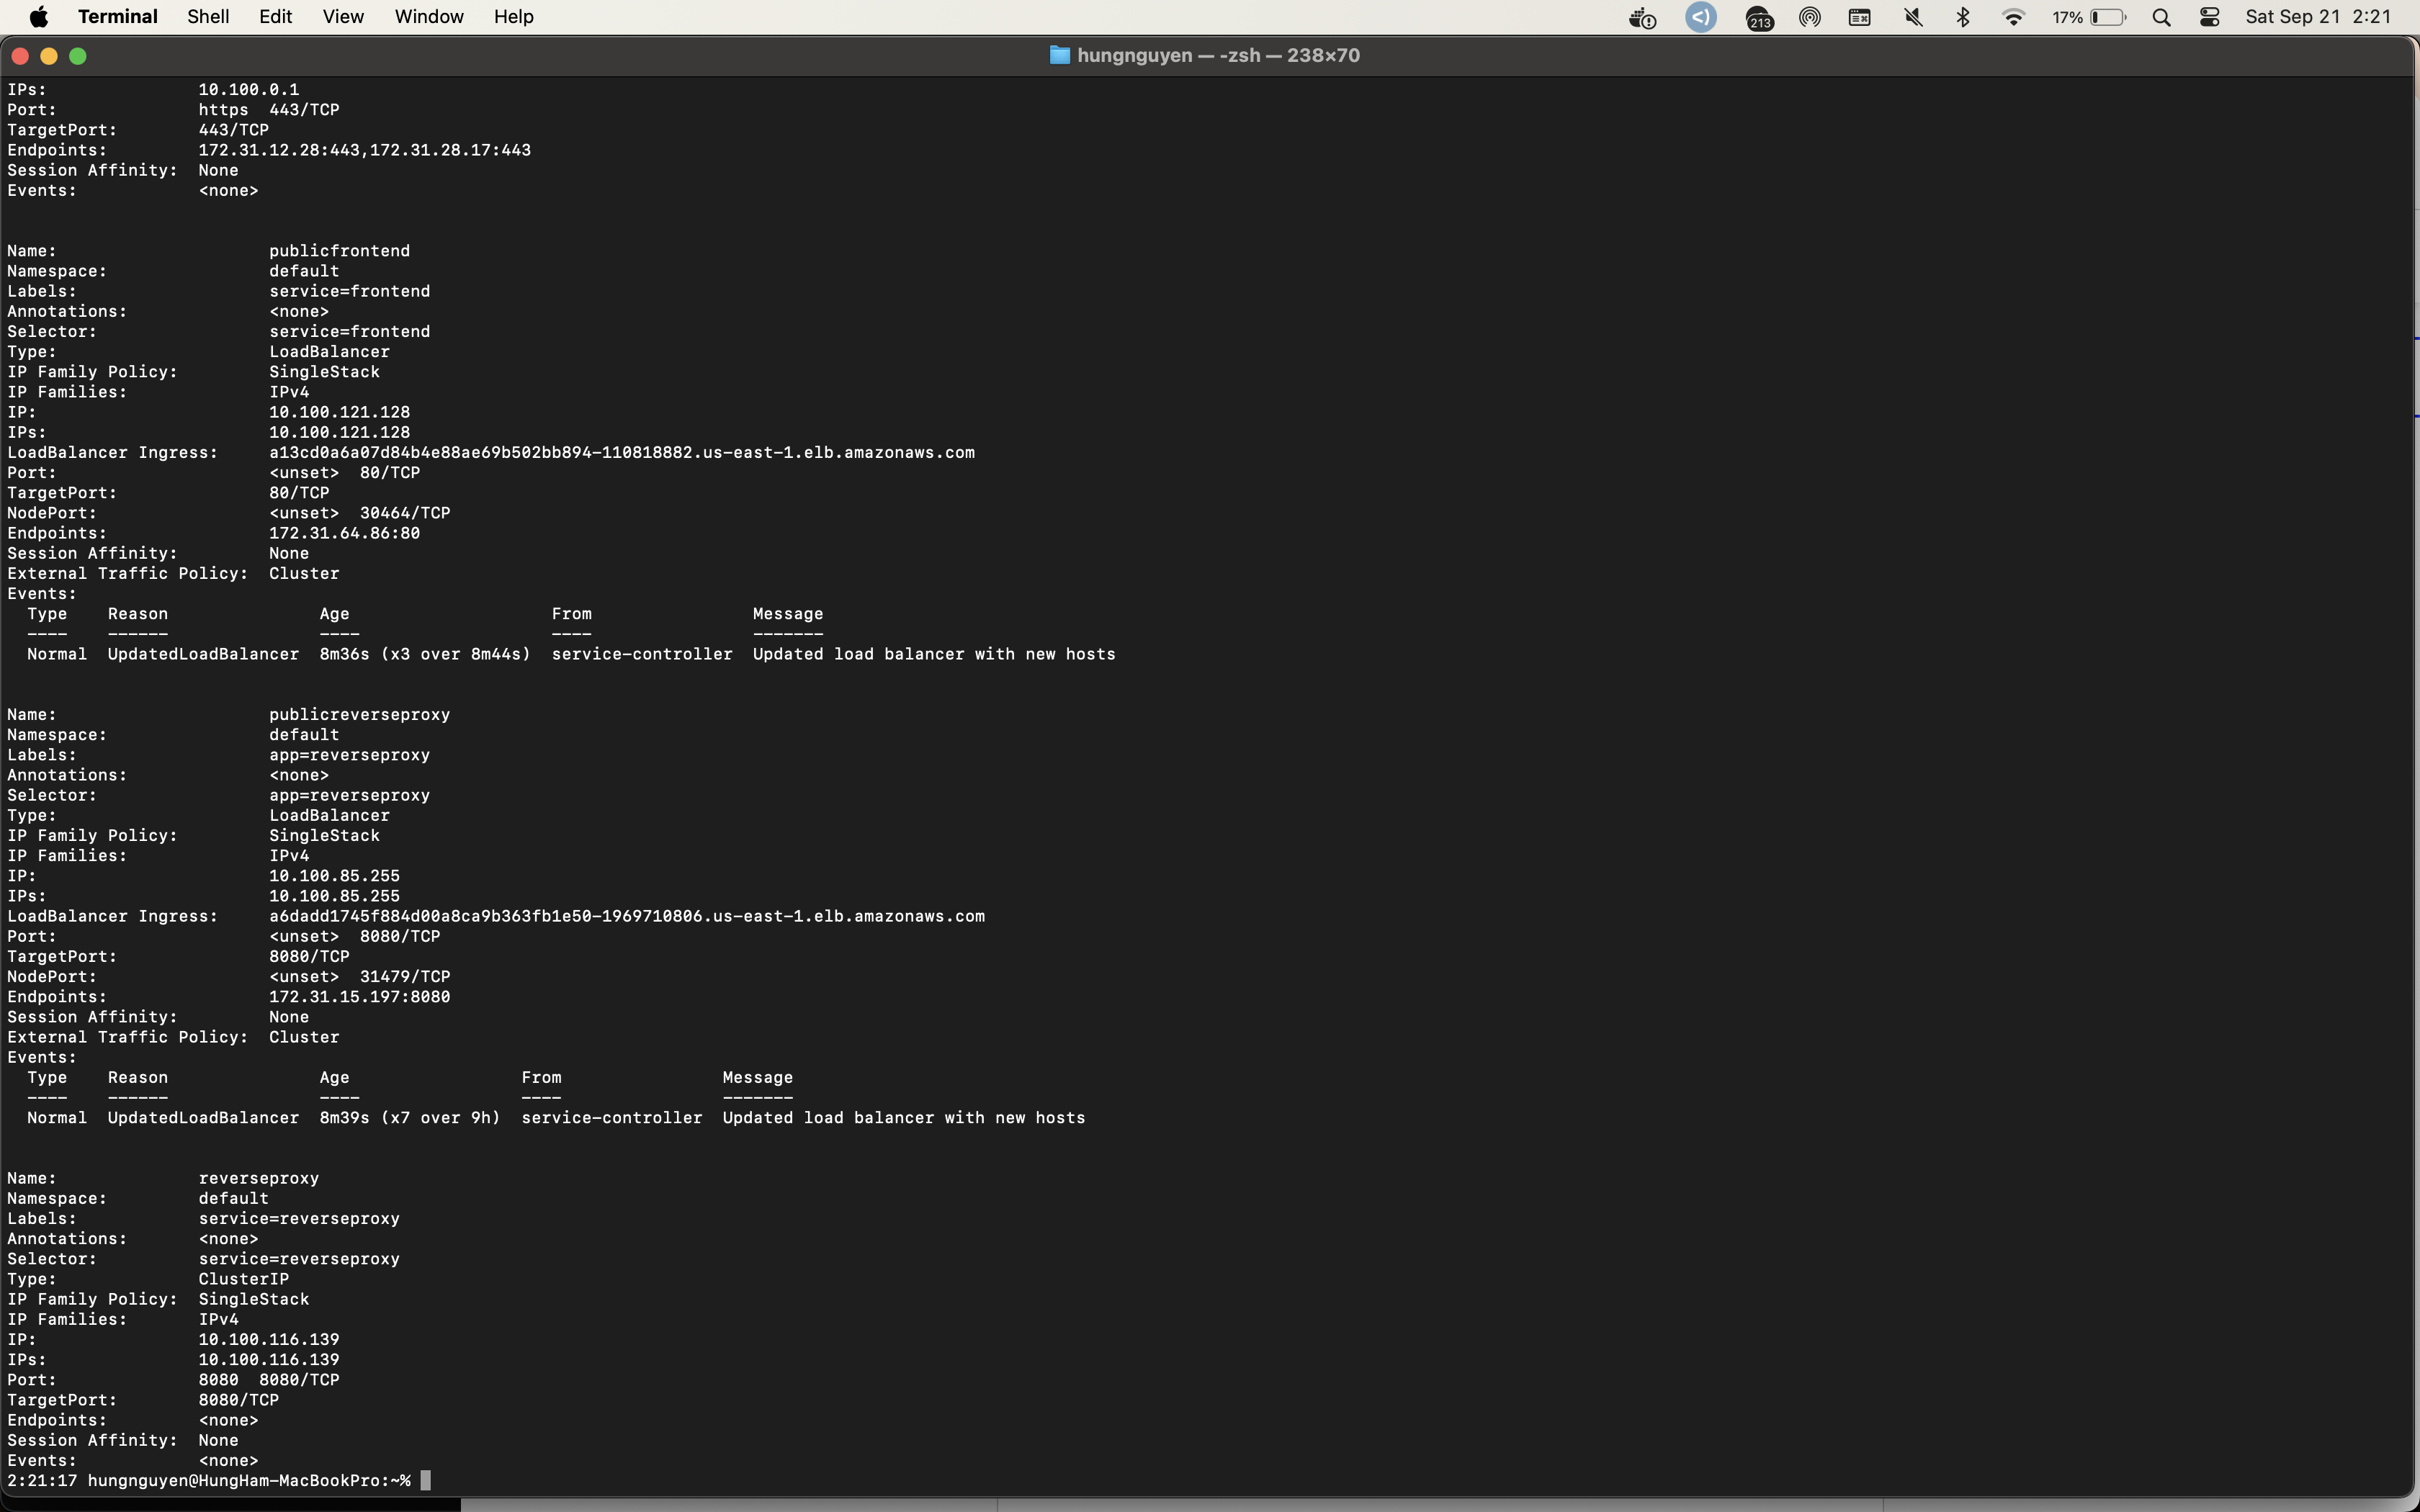 Terminal Shell Edit View Window Help 213 17% Sat Sep 21 2:21
hungnguyen — -zsh — 238×70
IPs: 10.100.0.1
Port: https 443/TCP
TargetPort: 443/TCP
Endpoints: 172.31.12.28:443,172.31.28.17:443
Session Affinity: None
Events: <none>
Name: publicfrontend
Namespace: default
Labels: service=frontend
Annotations: <none>
Selector: service=frontend
Type: LoadBalancer
IP Family Policy: SingleStack
IP Families: IPv4
IP: 10.100.121.128
IPs: 10.100.121.128
LoadBalancer Ingress: a13cd0a6a07d84b4e88ae69b502bb894-110818882.us-east-1.elb.amazonaws.com
Port: <unset> 80/TCP
TargetPort: 80/TCP
NodePort: <unset> 30464/TCP
Endpoints: 172.31.64.86:80
Session Affinity: None
External Traffic Policy: Cluster
Events:
Type Reason Age From Message
---- ------ ---- ---- -------
Normal UpdatedLoadBalancer 8m36s (x3 over 8m44s) service-controller Updated load balancer with new hosts
Name: publicreverseproxy
Namespace: default
Labels: app=reverseproxy
Annotations: <none>
Selector: app=reverseproxy
Type: LoadBalancer
IP Family Policy: SingleStack
IP Families: IPv4
IP: 10.100.85.255
IPs: 10.100.85.255
LoadBalancer Ingress: a6dadd1745f884d00a8ca9b363fb1e50-1969710806.us-east-1.elb.amazonaws.com
Port: <unset> 8080/TCP
TargetPort: 8080/TCP
NodePort: <unset> 31479/TCP
Endpoints: 172.31.15.197:8080
Session Affinity: None
External Traffic Policy: Cluster
Events:
Type Reason Age From Message
---- ------ ---- ---- -------
Normal UpdatedLoadBalancer 8m39s (x7 over 9h) service-controller Updated load balancer with new hosts
Name: reverseproxy
Namespace: default
Labels: service=reverseproxy
Annotations: <none>
Selector: service=reverseproxy
Type: ClusterIP
IP Family Policy: SingleStack
IP Families: IPv4
IP: 10.100.116.139
IPs: 10.100.116.139
Port: 8080 8080/TCP
TargetPort: 8080/TCP
Endpoints: <none>
Session Affinity: None
Events: <none>
2:21:17 hungnguyen@HungHam-MacBookPro:~%